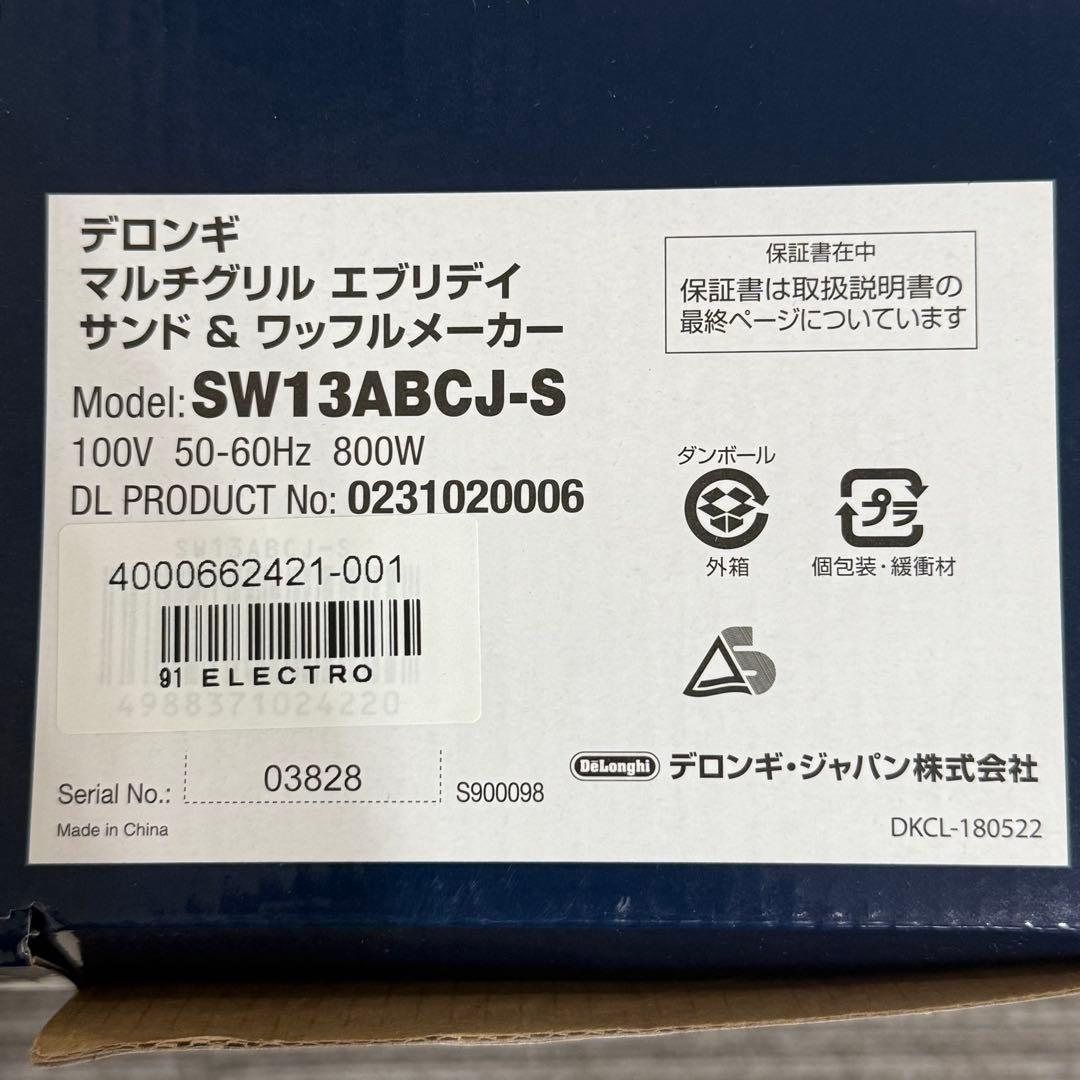 デロンギ
マルチグリル エブリデイ
サンド & ワッフルメーカー
Model: SW13ABCJ-S
100V 50-60Hz 800W
DL PRODUCT No: 0231020006
SW13ABCJ-S
4000662421-001
91 ELECTRO
4988371024220
Serial No.: 03828 S900098
Made in China
保証書在中
保証書は取扱説明書の
最終ページについています
ダンボール
外箱
プラ
個包装・緩衝材
S
DeLonghi デロンギ・ジャパン株式会社
DKCL-180522